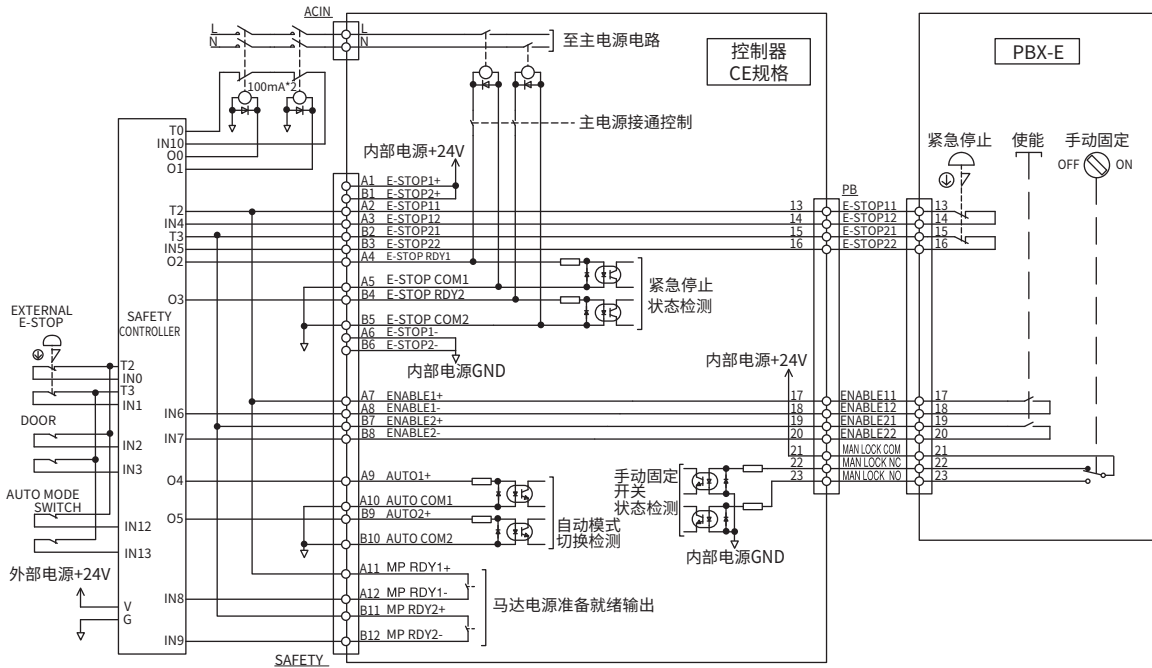 ACIN
L
N
L
N
至主电源电路
控制器
CE规格
PBX-E
100mA*2
主电源接通控制
紧急停止
使能
手动固定
OFF
ON
T0
IN10
O0
O1
内部电源+24V
A1 E-STOP1+
B1 E-STOP2+
T2
A2 E-STOP11
IN4
A3 E-STOP12
T3
B2 E-STOP21
IN5
B3 E-STOP22
O2
A4 E-STOP RDY1
A5 E-STOP COM1
O3
B4 E-STOP RDY2
B5 E-STOP COM2
A6 E-STOP1-
B6 E-STOP2-
内部电源GND
紧急停止
状态检测
PB
13 E-STOP11 13
14 E-STOP12 14
15 E-STOP21 15
16 E-STOP22 16
EXTERNAL
E-STOP
SAFETY
CONTROLLER
T2
IN0
T3
IN1
DOOR
IN2
IN3
AUTO MODE
SWITCH
IN12
IN13
外部电源+24V
V
G
内部电源+24V
A7 ENABLE1+
IN6
A8 ENABLE1-
B7 ENABLE2+
IN7
B8 ENABLE2-
17 ENABLE11 17
18 ENABLE12 18
19 ENABLE21 19
20 ENABLE22 20
21 MAN LOCK COM 21
22 MAN LOCK NC 22
23 MAN LOCK NO 23
O4
A9 AUTO1+
A10 AUTO COM1
O5
B9 AUTO2+
B10 AUTO COM2
自动模式
切换检测
手动固定
开关
状态检测
内部电源GND
A11 MP RDY1+
IN8
A12 MP RDY1-
B11 MP RDY2+
IN9
B12 MP RDY2-
马达电源准备就绪输出
SAFETY